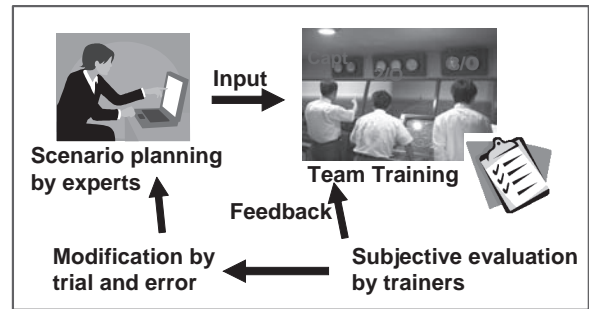 Input
Scenario planning
by experts
Team Training
Feedback
Modification by
trial and error
Subjective evaluation
by trainers